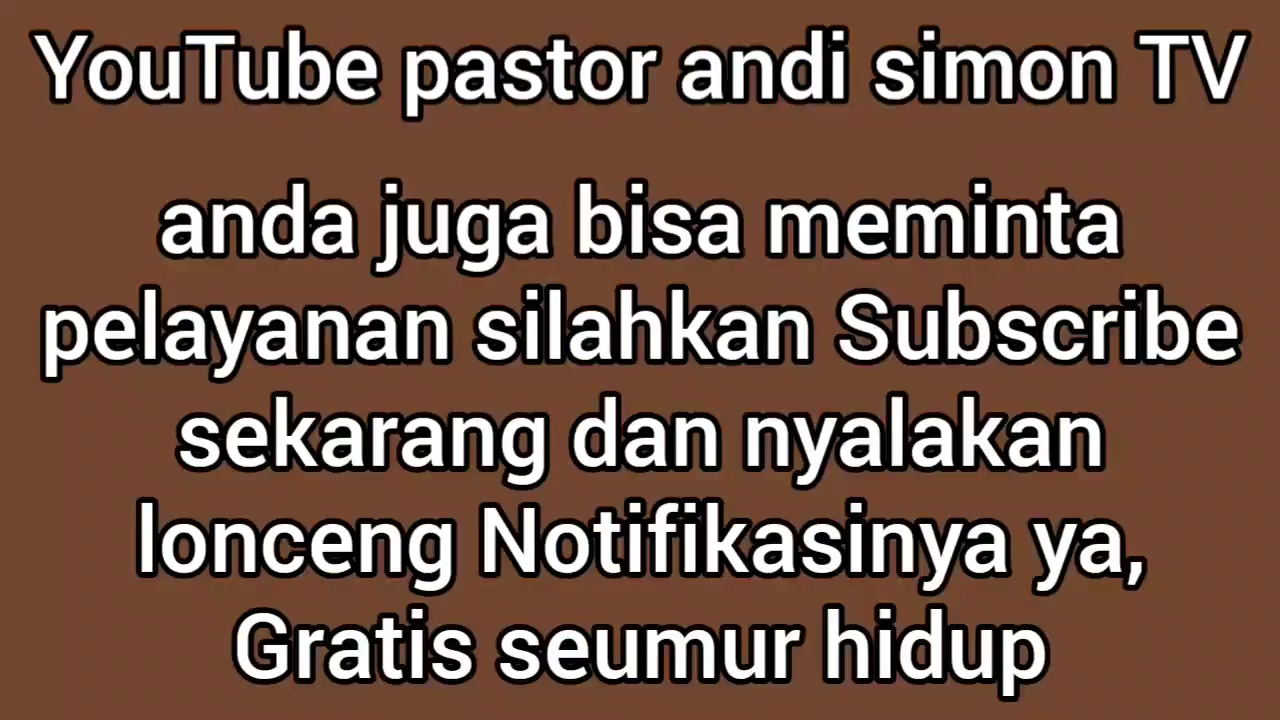 YouTube pastor andi simon TV
anda juga bisa meminta
pelayanan silahkan Subscribe
sekarang dan nyalakan
lonceng Notifikasinya ya,
Gratis seumur hidup